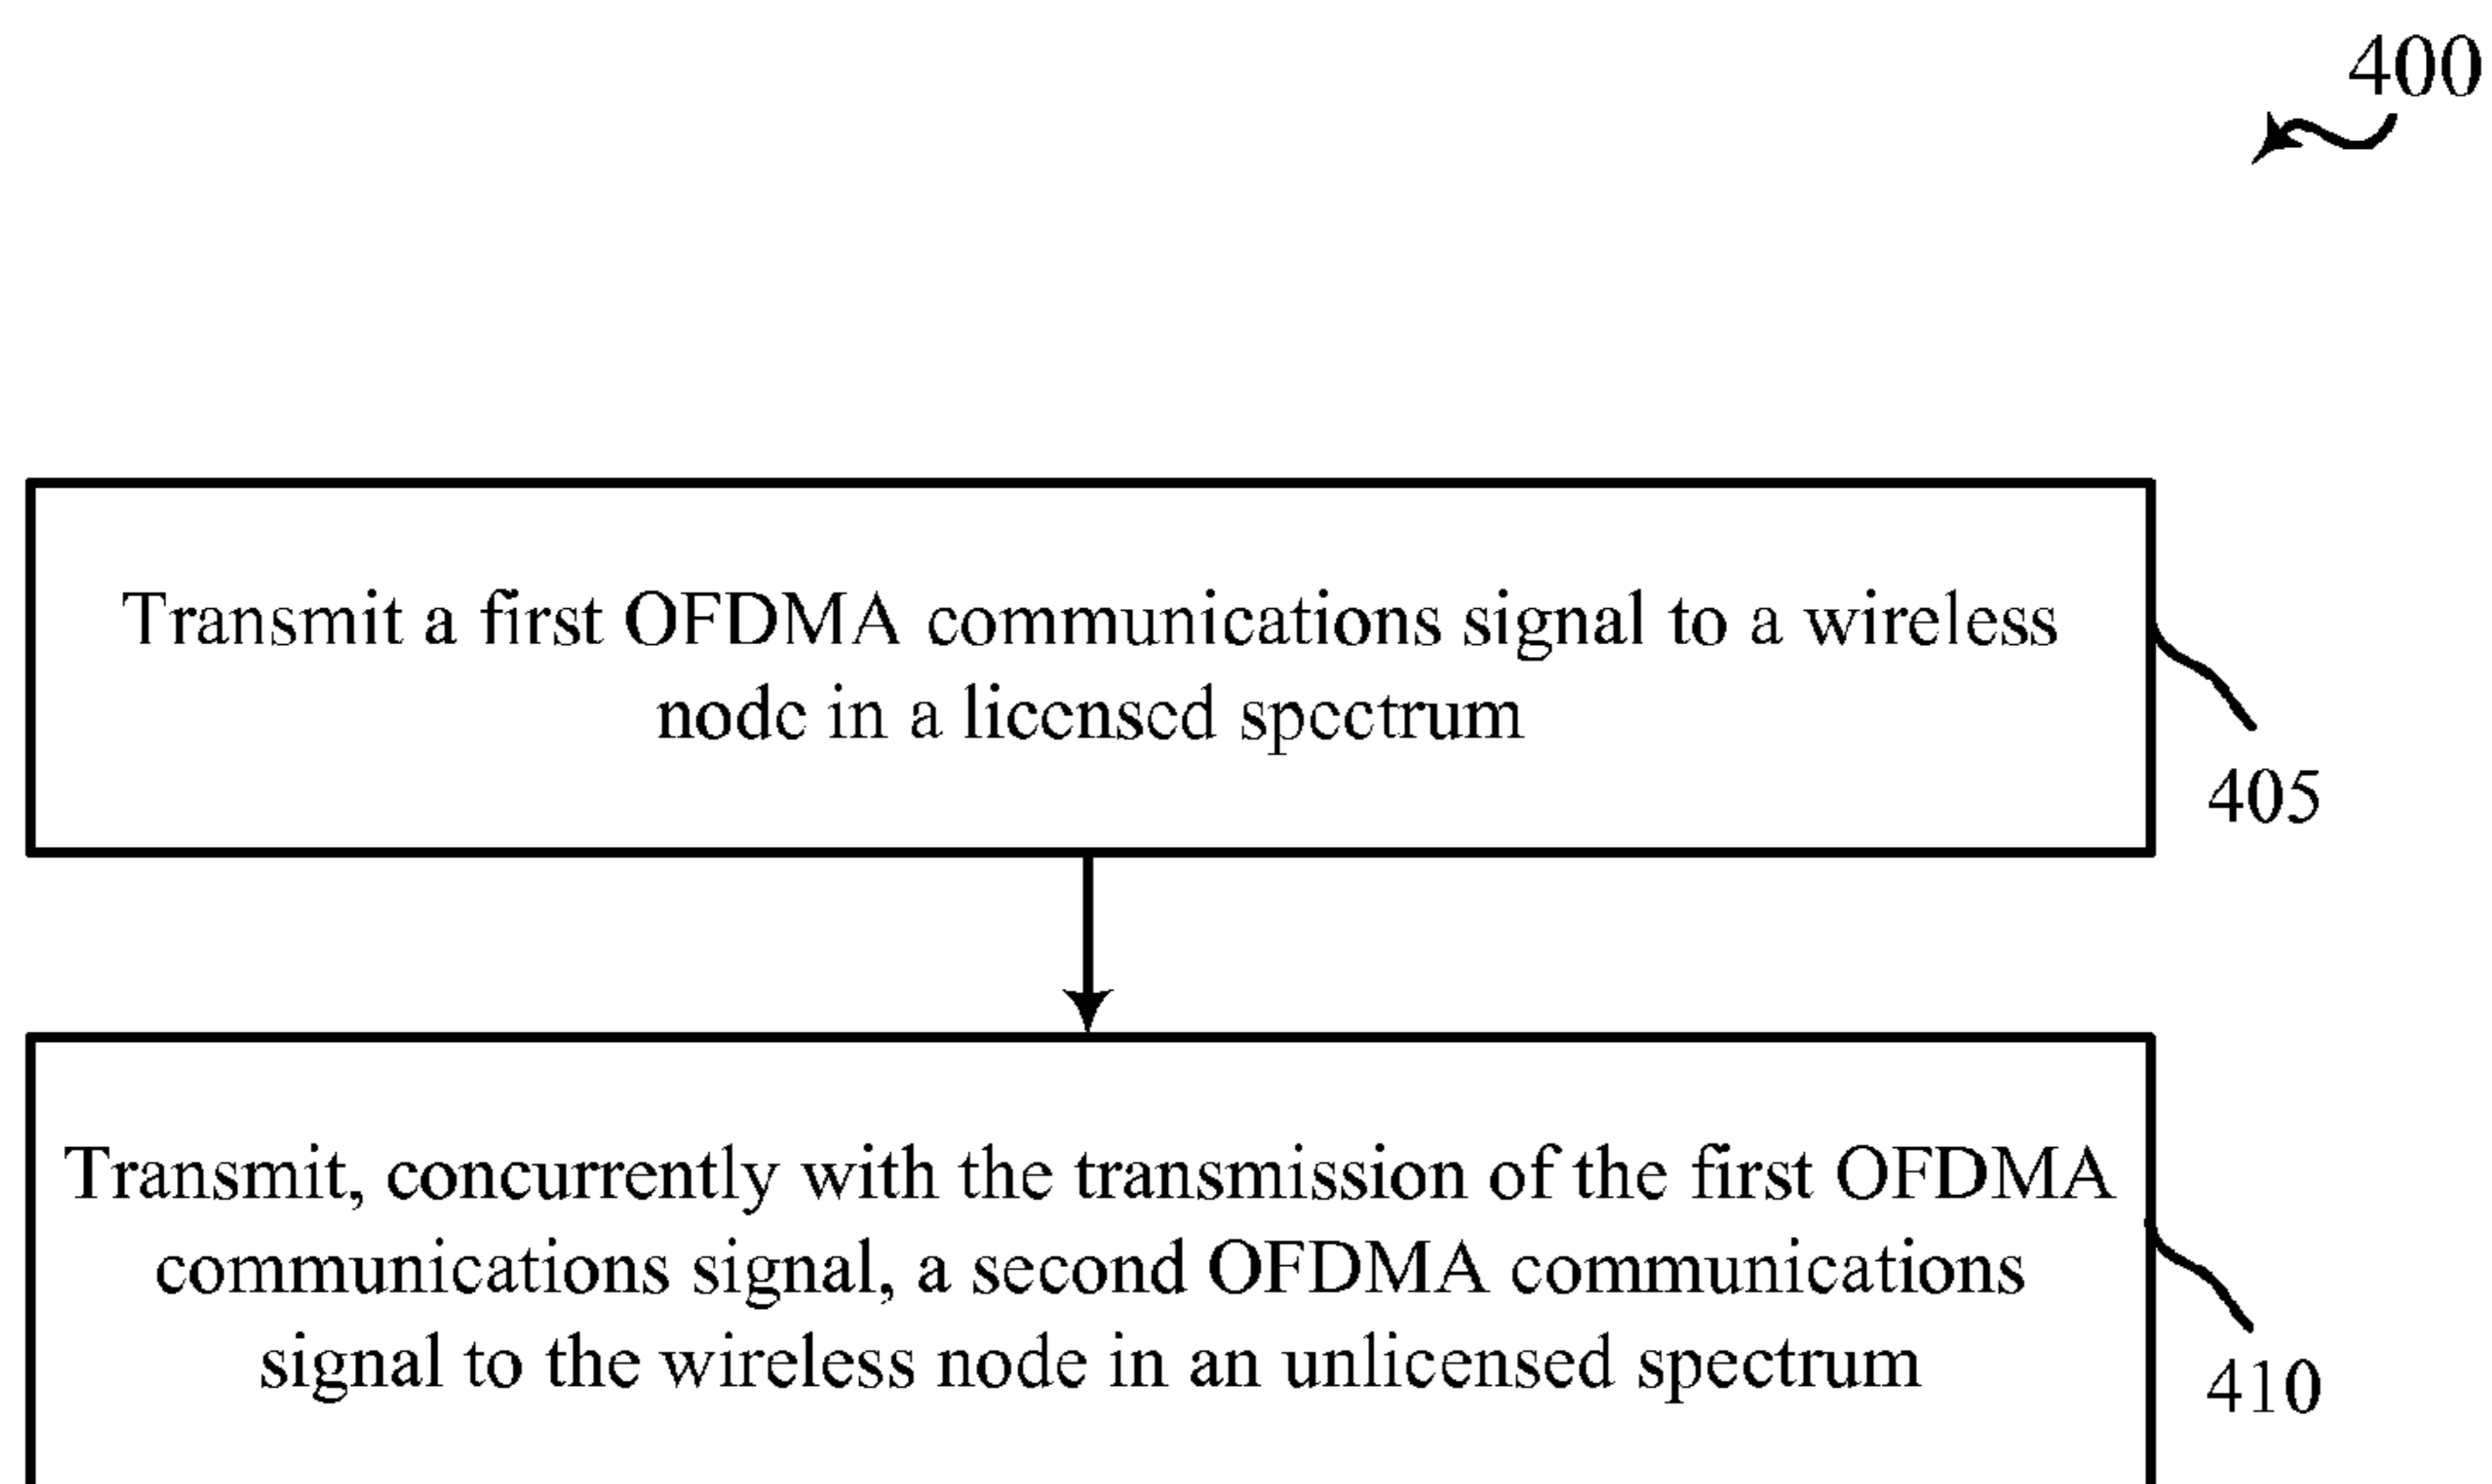 400
Transmit a first OFDMA communications signal to a wireless
node in a licensed spectrum
405
Transmit, concurrently with the transmission of the first OFDMA
communications signal, a second OFDMA communications
signal to the wireless node in an unlicensed spectrum
410